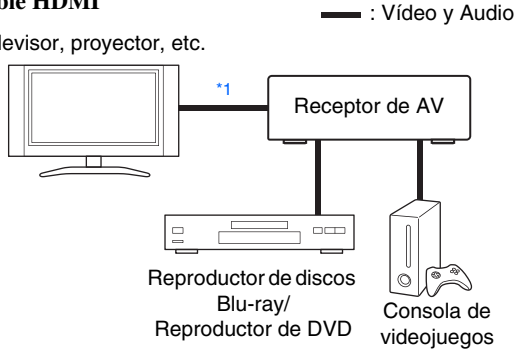 ble HDMI
: Vídeo y Audio
levisor, proyector, etc.
*1
Receptor de AV
Reproductor de discos
Blu-ray/
Reproductor de DVD
Consola de
videojuegos